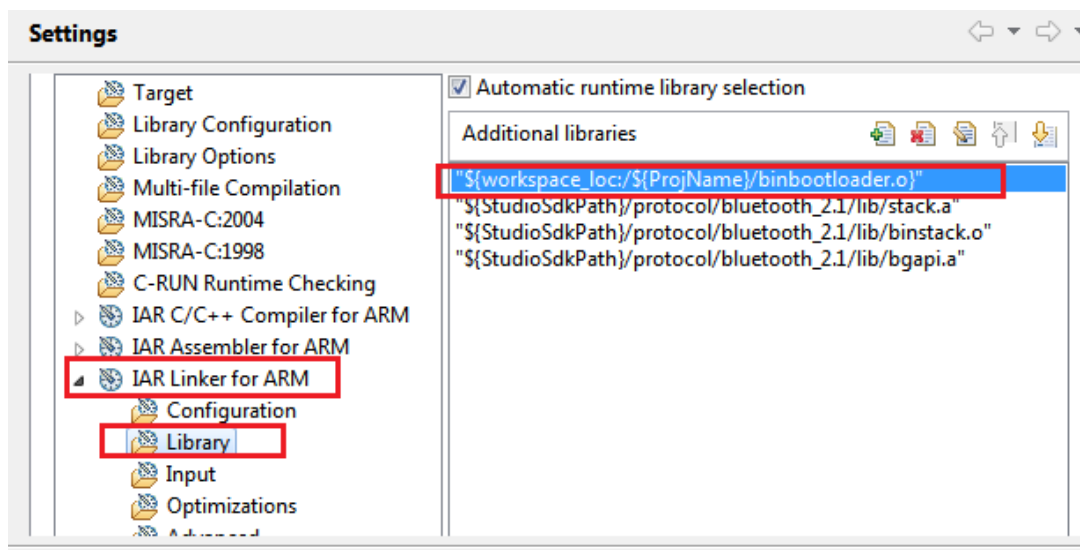 Settings
Target
Library Configuration
Library Options
Multi-file Compilation
MISRA-C:2004
MISRA-C:1998
C-RUN Runtime Checking
IAR C/C++ Compiler for ARM
IAR Assembler for ARM
IAR Linker for ARM
Configuration
Library
Input
Optimizations
Automatic runtime library selection
Additional libraries
"${workspace_loc:/${ProjName}/binbootloader.o}"
"${StudioSdkPath}/protocol/bluetooth_2.1/lib/stack.a"
"${StudioSdkPath}/protocol/bluetooth_2.1/lib/binstack.o"
"${StudioSdkPath}/protocol/bluetooth_2.1/lib/bgapi.a"